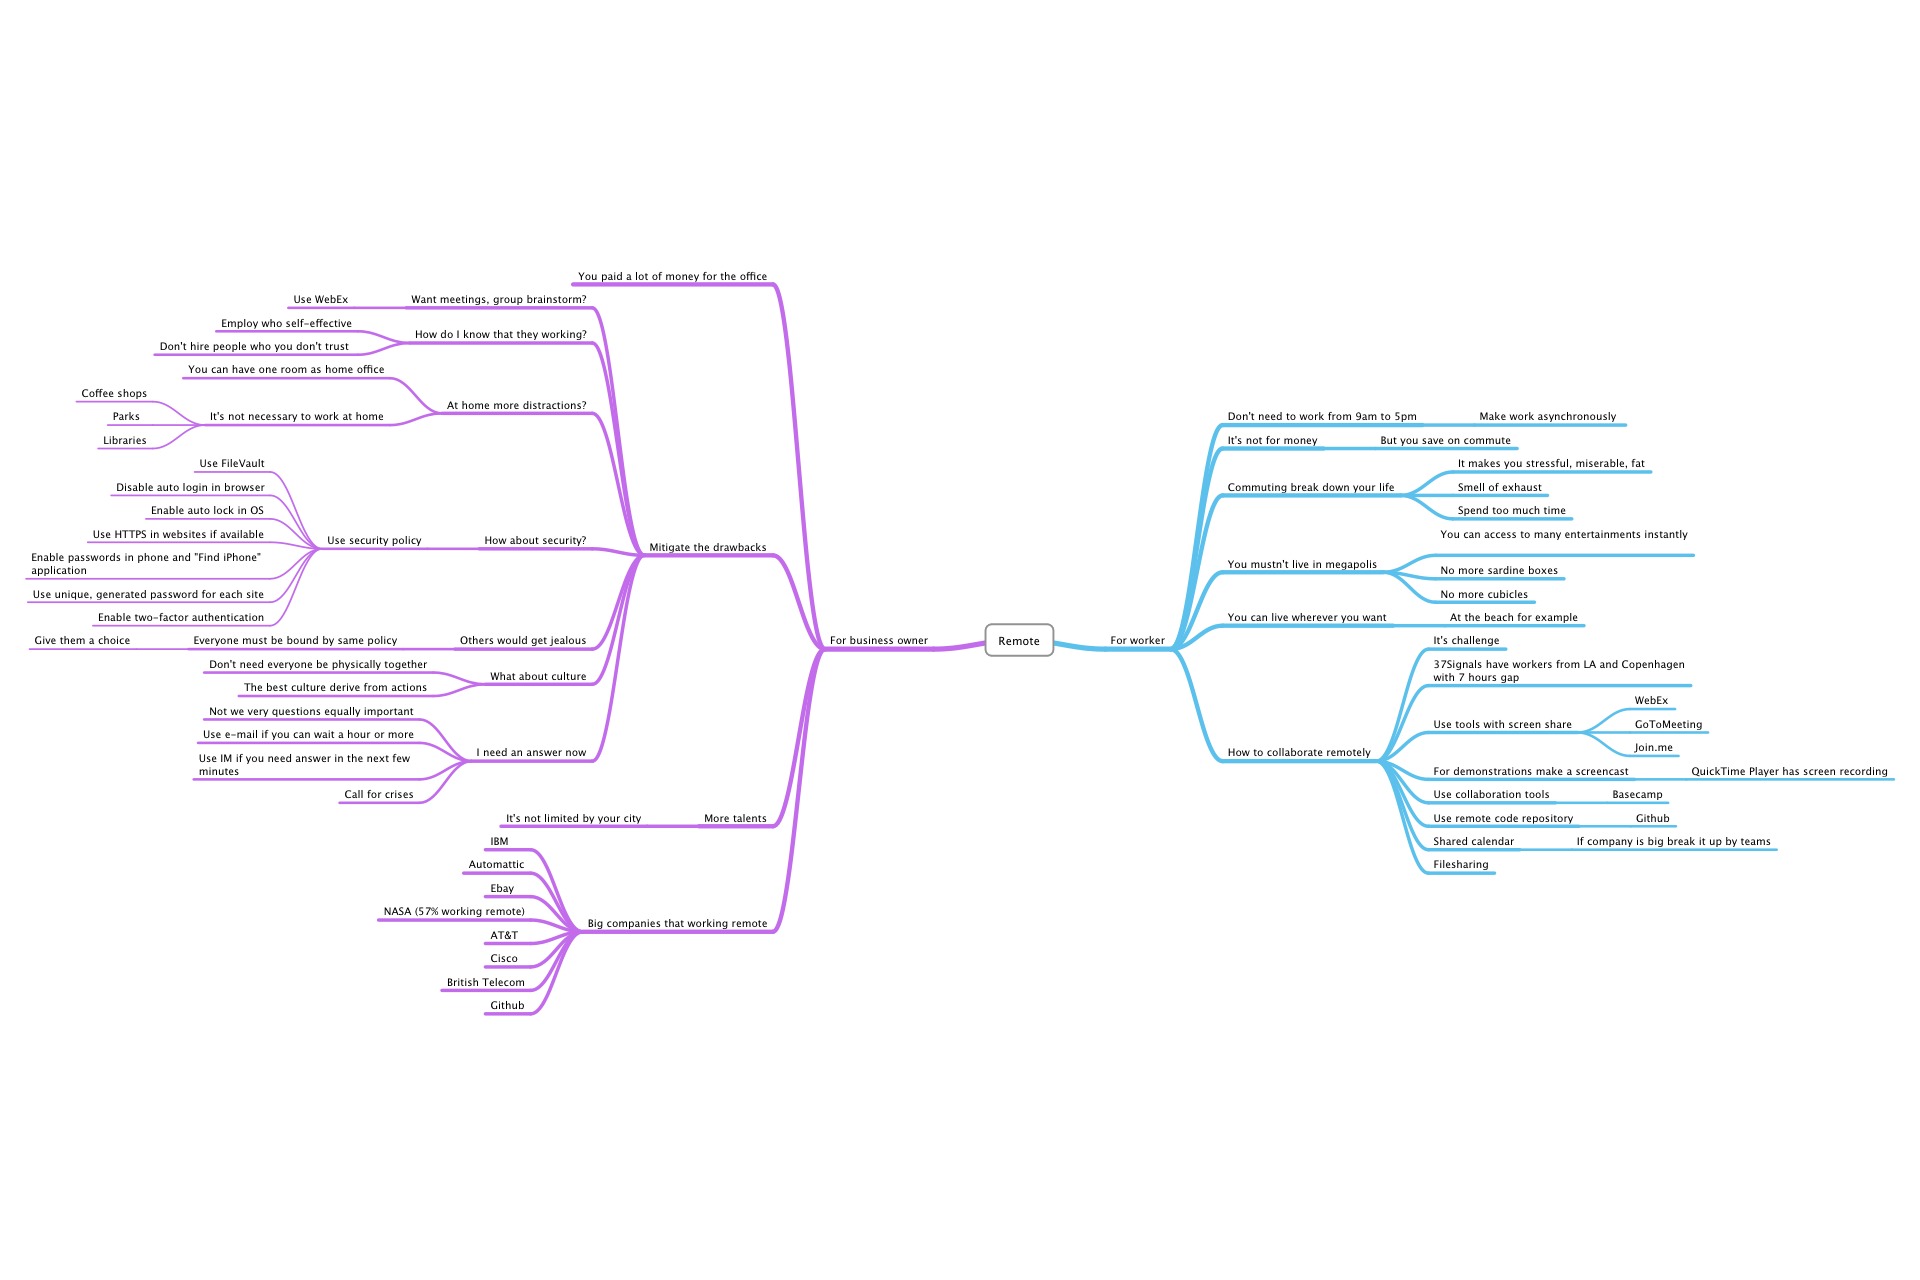 Remote
For business owner
You paid a lot of money for the office
Mitigate the drawbacks
Want meetings, group brainstorm?
Use WebEx
How do I know that they working?
Employ who self-effective
Don't hire people who you don't trust
At home more distractions?
You can have one room as home office
It's not necessary to work at home
Coffee shops
Parks
Libraries
How about security?
Use security policy
Use FileVault
Disable auto login in browser
Enable auto lock in OS
Use HTTPS in websites if available
Enable passwords in phone and "Find iPhone"
application
Use unique, generated password for each site
Enable two-factor authentication
Others would get jealous
Everyone must be bound by same policy
Give them a choice
What about culture
Don't need everyone be physically together
The best culture derive from actions
I need an answer now
Not we very questions equally important
Use e-mail if you can wait a hour or more
Use IM if you need answer in the next few
minutes
Call for crises
More talents
It's not limited by your city
Big companies that working remote
IBM
Automattic
Ebay
NASA (57% working remote)
AT&T
Cisco
British Telecom
Github
For worker
Don't need to work from 9am to 5pm
Make work asynchronously
It's not for money
But you save on commute
Commuting break down your life
It makes you stressful, miserable, fat
Smell of exhaust
Spend too much time
You mustn't live in megapolis
You can access to many entertainments instantly
No more sardine boxes
No more cubicles
You can live wherever you want
At the beach for example
How to collaborate remotely
It's challenge
37Signals have workers from LA and Copenhagen
with 7 hours gap
Use tools with screen share
WebEx
GoToMeeting
Join.me
For demonstrations make a screencast
QuickTime Player has screen recording
Use collaboration tools
Basecamp
Use remote code repository
Github
Shared calendar
If company is big break it up by teams
Filesharing